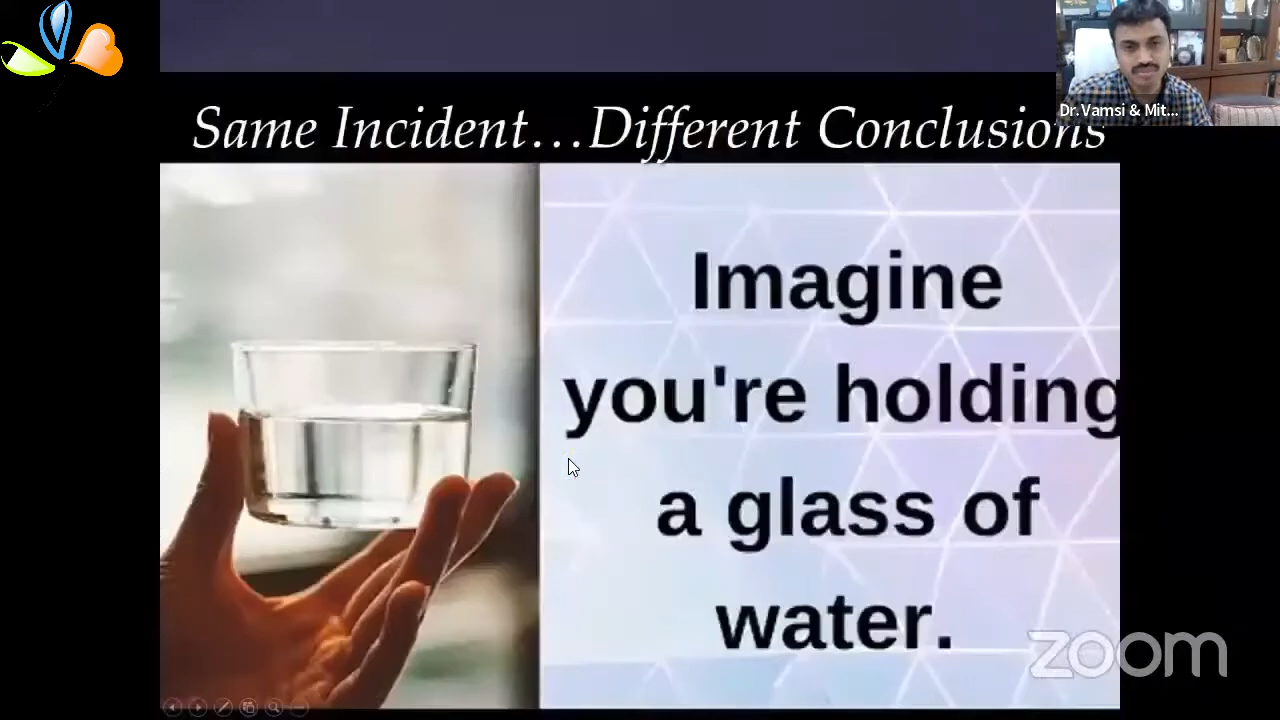 Dr.Vamsi & Mit...
Same Incident...Different Conclusions
Imagine
you're holding
a glass of
water.
zoom